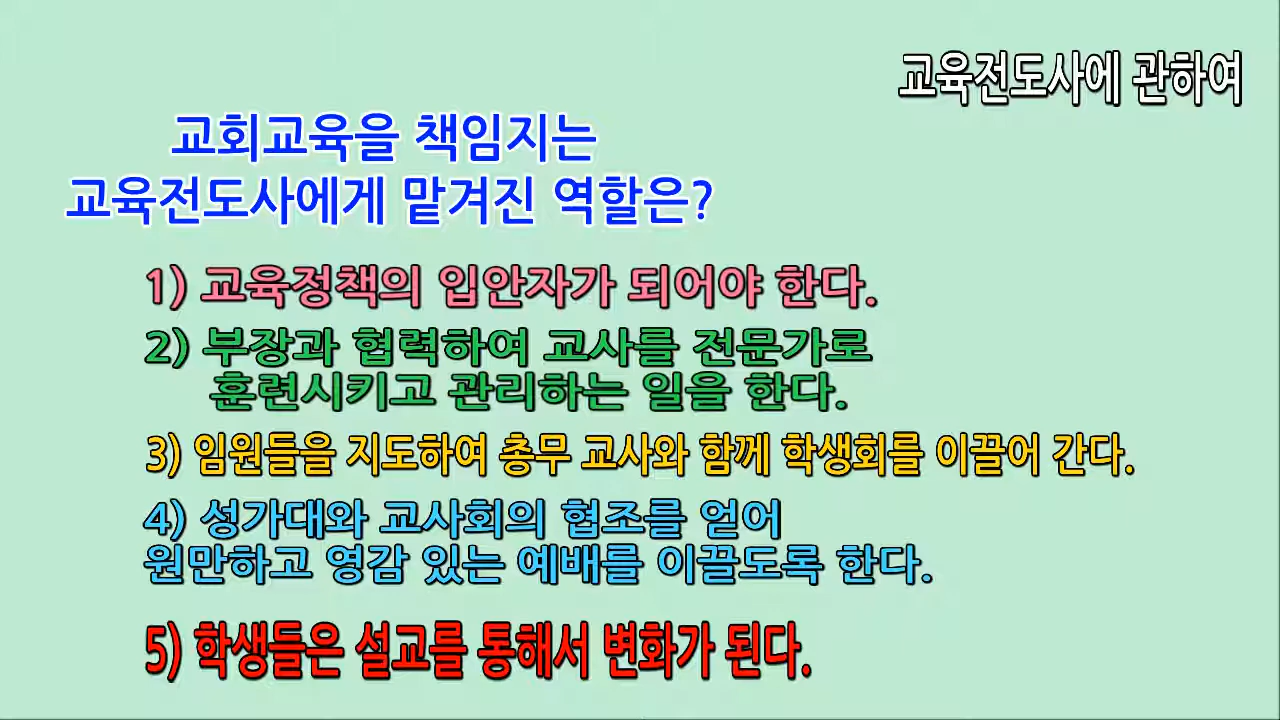 교육전도사에 관하여
교회교육을 책임지는
교육전도사에게 맡겨진 역할은?
1) 교육정책의 입안자가 되어야 한다.
2) 부장과 협력하여 교사를 전문가로
훈련시키고 관리하는 일을 한다.
3) 임원들을 지도하여 총무 교사와 함께 학생회를 이끌어 간다.
4) 성가대와 교사회의 협조를 얻어
원만하고 영감 있는 예배를 이끌도록 한다.
5) 학생들은 설교를 통해서 변화가 된다.